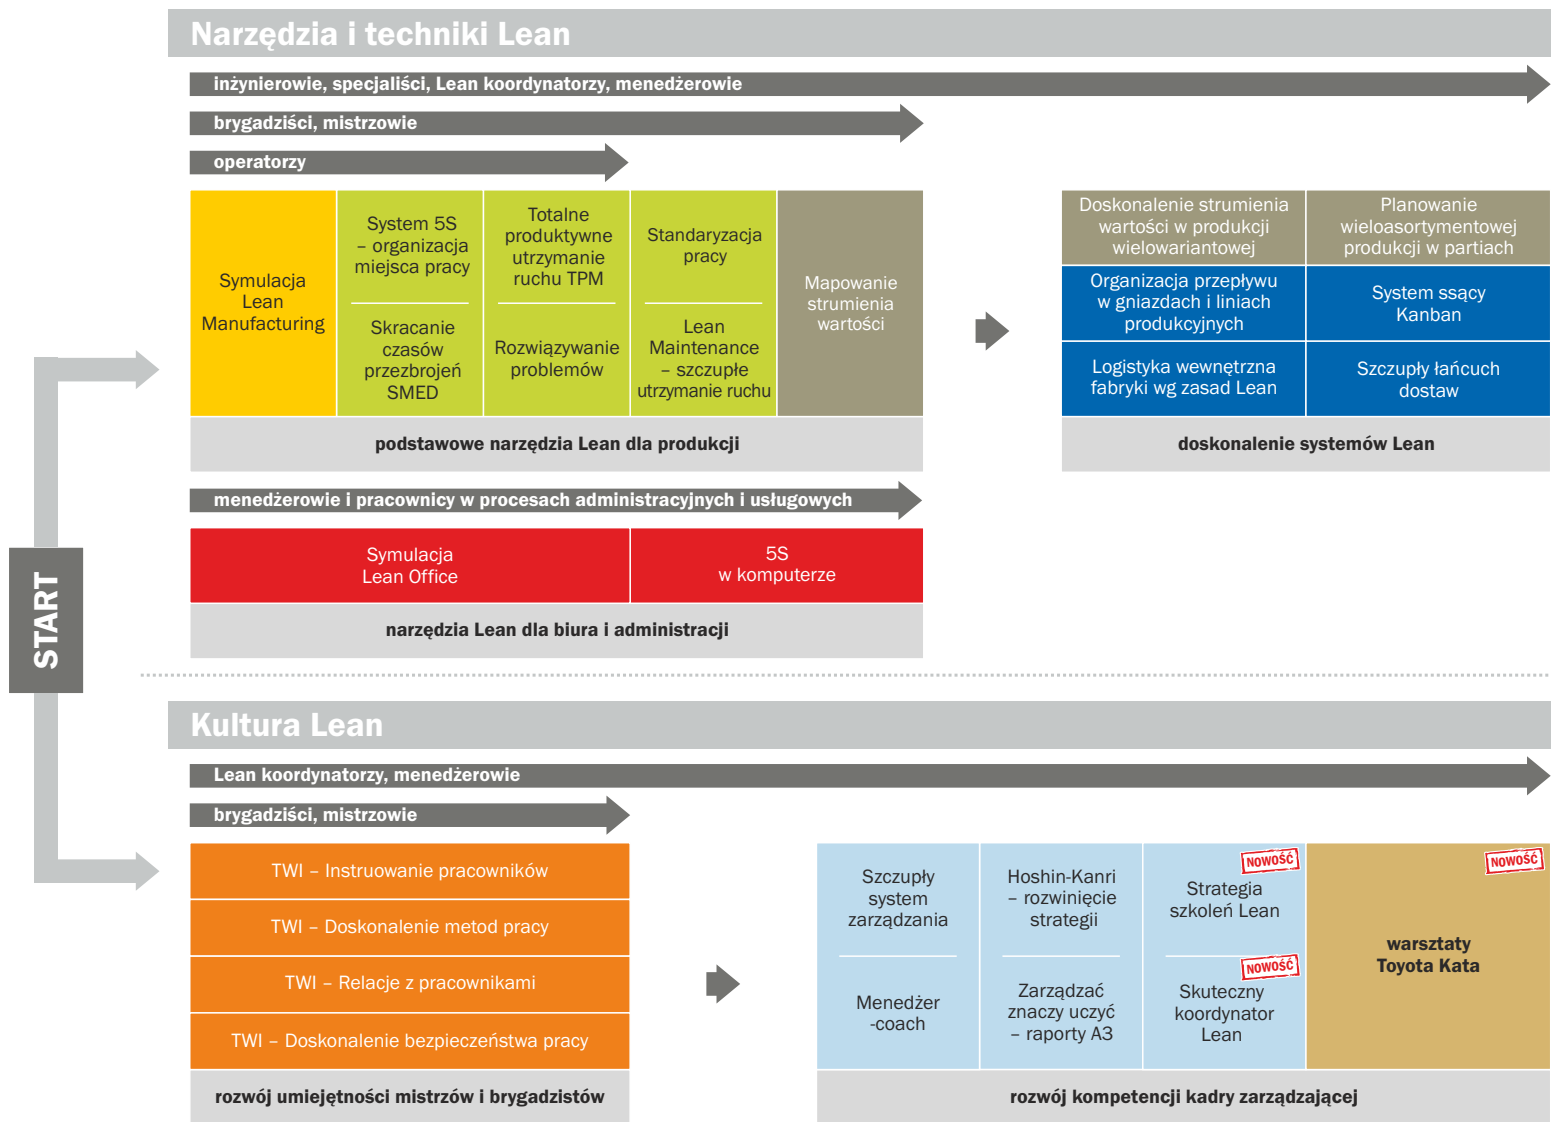 Narzędzia i techniki Lean
inżynierowie, specjaliści, Lean koordynatorzy, menedżerowie
brygadziści, mistrzowie
operatorzy
Symulacja
Lean
Manufacturing
System 5S
– organizacja
miejsca pracy
Skracanie
czasów
przezbrojeń
SMED
Totalne
produktywne
utrzymanie
ruchu TPM
Rozwiązywanie
problemów
Standaryzacja
pracy
Lean
Maintenance
– szczupłe
utrzymanie ruchu
Mapowanie
strumienia
wartości
podstawowe narzędzia Lean dla produkcji
Doskonalenie strumienia
wartości w produkcji
wielowariantowej
Planowanie
wieloasortymentowej
produkcji w partiach
Organizacja przepływu
w gniazdach i liniach
produkcyjnych
System ssący
Kanban
Logistyka wewnętrzna
fabryki wg zasad Lean
Szczupły łańcuch
dostaw
doskonalenie systemów Lean
menedżerowie i pracownicy w procesach administracyjnych i usługowych
Symulacja
Lean Office
5S
w komputerze
narzędzia Lean dla biura i administracji
START
Kultura Lean
Lean koordynatorzy, menedżerowie
brygadziści, mistrzowie
TWI – Instruowanie pracowników
TWI – Doskonalenie metod pracy
TWI – Relacje z pracownikami
TWI – Doskonalenie bezpieczeństwa pracy
rozwój umiejętności mistrzów i brygadzistów
Szczupły
system
zarządzania
Menedżer
-coach
Hoshin-Kanri
– rozwinięcie
strategii
Zarządzać
znaczy uczyć
– raporty A3
NOWOŚĆ
Strategia
szkoleń Lean
NOWOŚĆ
Skuteczny
koordynator
Lean
NOWOŚĆ
warsztaty
Toyota Kata
rozwój kompetencji kadry zarządzającej